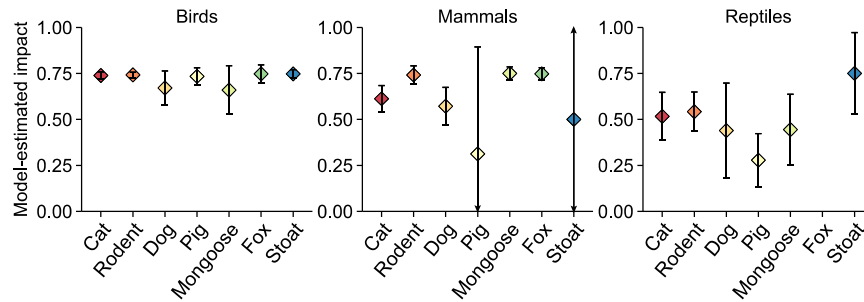 Birds
Mammals
Reptiles
Model-estimated impact
1.00
0.75
0.50
0.25
0.00
Cat
Rodent
Dog
Pig
Mongoose
Fox
Stoat
1.00
0.75
0.50
0.25
0.00
Cat
Rodent
Dog
Pig
Mongoose
Fox
Stoat
1.00
0.75
0.50
0.25
0.00
Cat
Rodent
Dog
Pig
Mongoose
Fox
Stoat